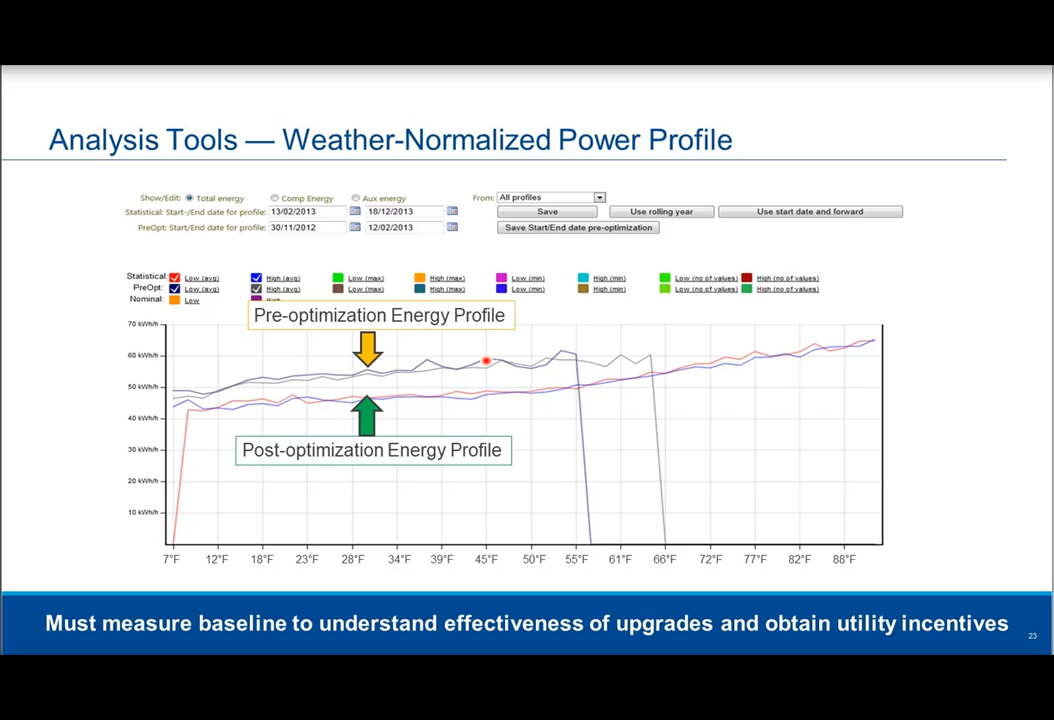 Analysis Tools — Weather-Normalized Power Profile
Show/Edit: Total energy Comp Energy Aux energy From: All profiles
Statistical: Start-/End date for profile: 13/02/2013 18/12/2013 Save Use rolling year Use start date and forward
PreOpt: Start/End date for profile: 30/11/2012 12/02/2013 Save Start/End date pre-optimization
Statistical: Low (avg) High (avg) Low (max) High (max) Low (min) High (min) Low (no of values) High (no of values)
PreOpt: Low (avg) High (avg) Low (max) High (max) Low (min) High (min) Low (no of values) High (no of values)
Nominal: Low High
Pre-optimization Energy Profile
70 kWh/h
60 kWh/h
50 kWh/h
40 kWh/h
Post-optimization Energy Profile
30 kWh/h
20 kWh/h
10 kWh/h
7°F 12°F 18°F 23°F 28°F 34°F 39°F 45°F 50°F 55°F 61°F 66°F 72°F 77°F 82°F 88°F
Must measure baseline to understand effectiveness of upgrades and obtain utility incentives
23